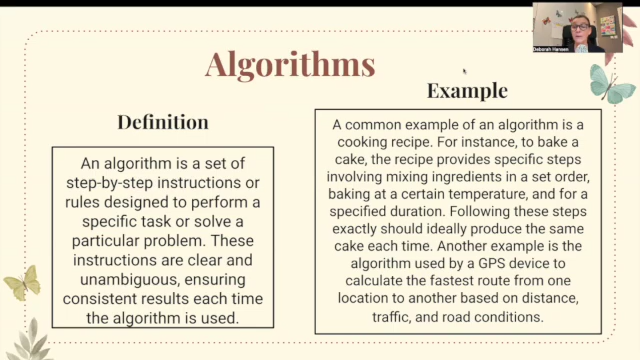 Algorithms
Definition
An algorithm is a set of
step-by-step instructions or
rules designed to perform a
specific task or solve a
particular problem. These
instructions are clear and
unambiguous, ensuring
consistent results each time
the algorithm is used.
Example
A common example of an algorithm is a
cooking recipe. For instance, to bake a
cake, the recipe provides specific steps
involving mixing ingredients in a set order,
baking at a certain temperature, and for a
specified duration. Following these steps
exactly should ideally produce the same
cake each time. Another example is the
algorithm used by a GPS device to
calculate the fastest route from one
location to another based on distance,
traffic, and road conditions.
Deborah Hansen